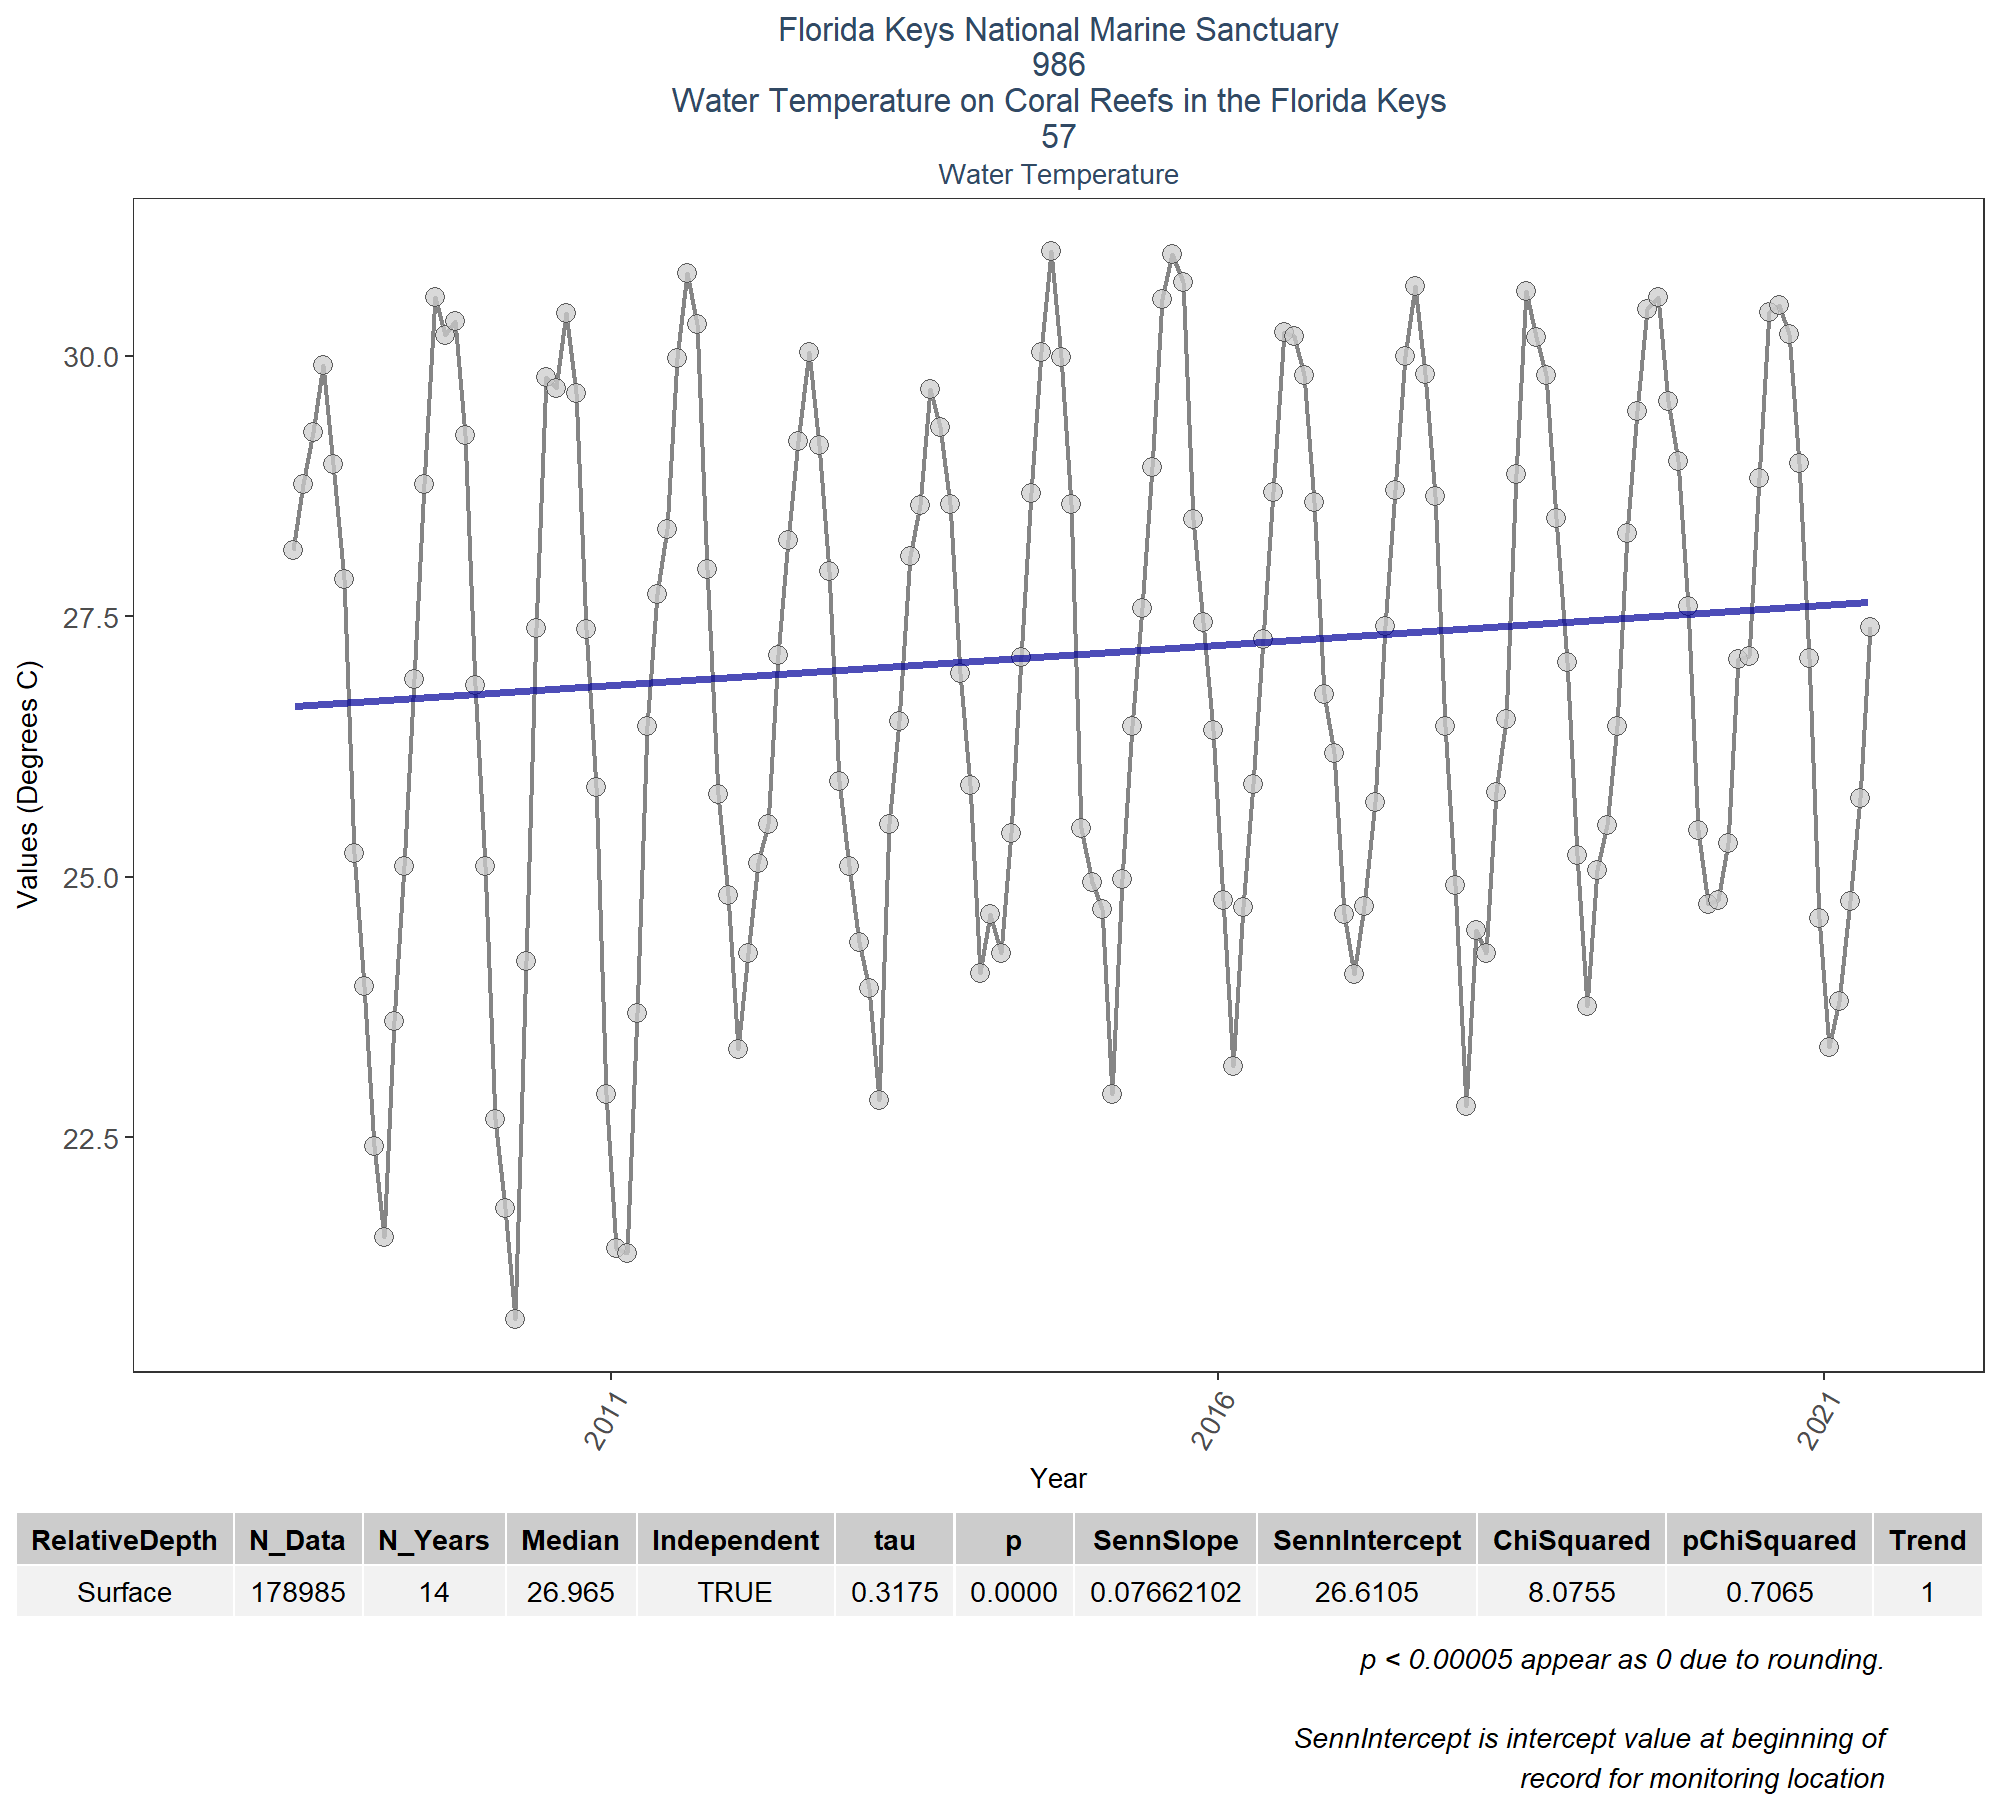 Florida Keys National Marine Sanctuary
986
Water Temperature on Coral Reefs in the Florida Keys
57
Water Temperature
Values (Degrees C)
30.0
27.5
25.0
22.5
2011
2016
2021
Year
RelativeDepth N_Data N_Years Median Independent tau p SennSlope SennIntercept ChiSquared pChiSquared Trend
Surface 178985 14 26.965 TRUE 0.3175 0.0000 0.07662102 26.6105 8.0755 0.7065 1
p < 0.00005 appear as 0 due to rounding.
SennIntercept is intercept value at beginning of
record for monitoring location